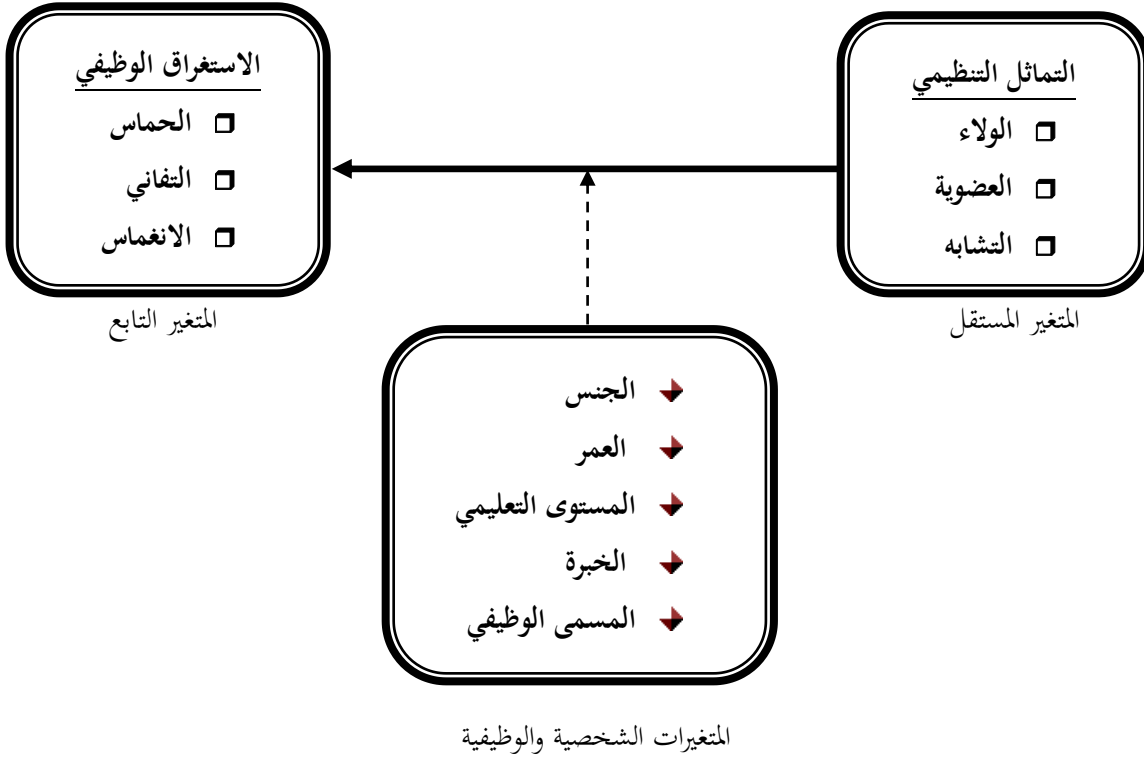 التماثل التنظيمي
الولاء
العضوية
التشابه
المتغير المستقل
الاستغراق الوظيفي
الحماس
التفاني
الانغماس
المتغير التابع
الجنس
العمر
المستوى التعليمي
الخبرة
المسمى الوظيفي
المتغيرات الشخصية والوظيفية